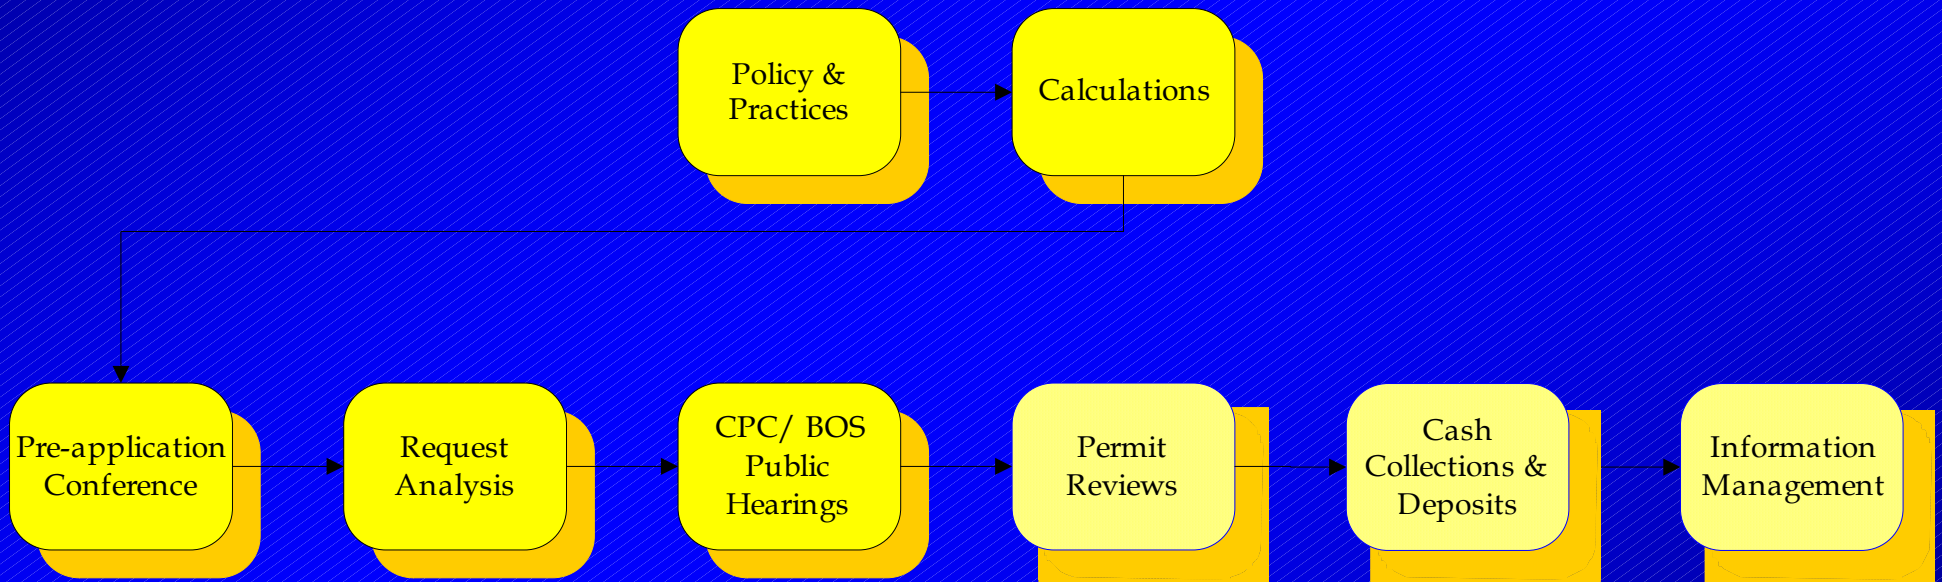 Policy &
Practices
Calculations
Pre-application
Conference
Request
Analysis
CPC/ BOS
Public
Hearings
Permit
Reviews
Cash
Collections &
Deposits
Information
Management